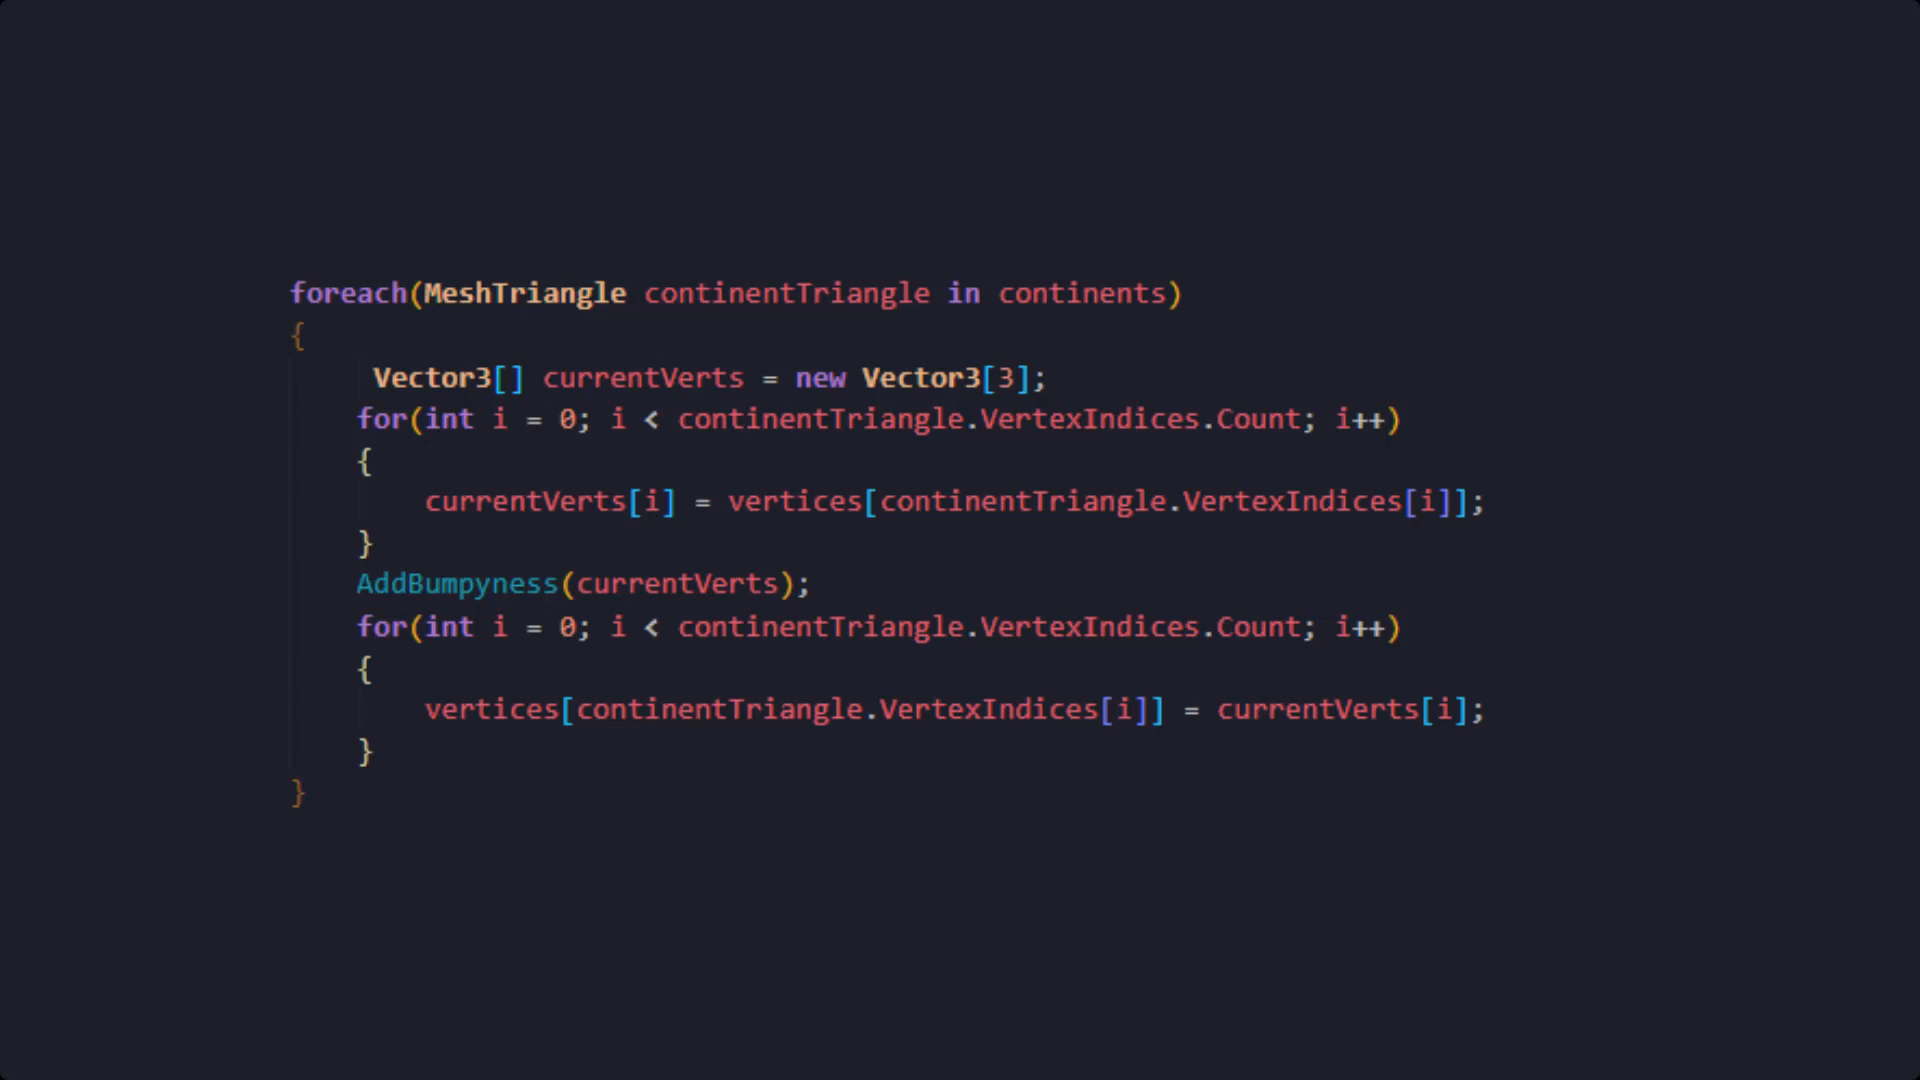 foreach(MeshTriangle continentTriangle in continents)
{
Vector3[] currentVerts = new Vector3[3];
for(int i = 0; i < continentTriangle.VertexIndices.Count; i++)
{
currentVerts[i] = vertices[continentTriangle.VertexIndices[i]];
}
AddBumpyness(currentVerts);
for(int i = 0; i < continentTriangle.VertexIndices.Count; i++)
{
vertices[continentTriangle.VertexIndices[i]] = currentVerts[i];
}
}